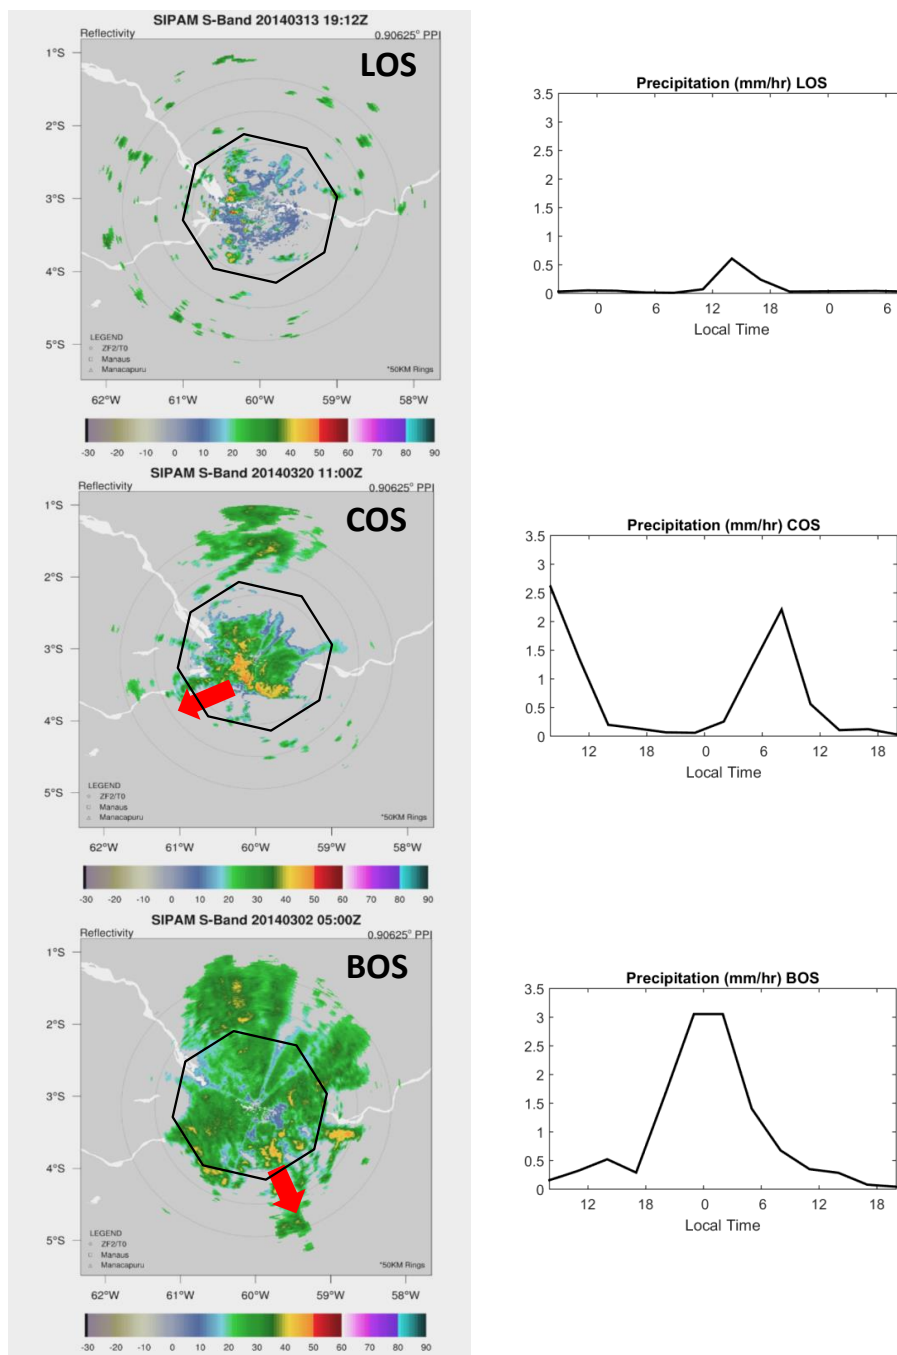 SIPAM S-Band 20140313 19:12Z
Reflectivity 0.90625° PPI
LOS
1°S
2°S
3°S
4°S
5°S
LEGEND
ZF2/T0
Manaus
Manacapuru
*50KM Rings
62°W 61°W 60°W 59°W 58°W
-30 -20 -10 0 10 20 30 40 50 60 70 80 90
Precipitation (mm/hr) LOS
3.5
3
2.5
2
1.5
1
0.5
0
0 6 12 18 0 6
Local Time
SIPAM S-Band 20140320 11:00Z
Reflectivity 0.90625° PPI
COS
1°S
2°S
3°S
4°S
5°S
LEGEND
ZF2/T0
Manaus
Manacapuru
*50KM Rings
62°W 61°W 60°W 59°W 58°W
-30 -20 -10 0 10 20 30 40 50 60 70 80 90
Precipitation (mm/hr) COS
3.5
3
2.5
2
1.5
1
0.5
0
12 18 0 6 12 18
Local Time
SIPAM S-Band 20140302 05:00Z
Reflectivity 0.90625° PPI
BOS
1°S
2°S
3°S
4°S
5°S
LEGEND
ZF2/T0
Manaus
Manacapuru
*50KM Rings
62°W 61°W 60°W 59°W 58°W
-30 -20 -10 0 10 20 30 40 50 60 70 80 90
Precipitation (mm/hr) BOS
3.5
3
2.5
2
1.5
1
0.5
0
12 18 0 6 12 18
Local Time